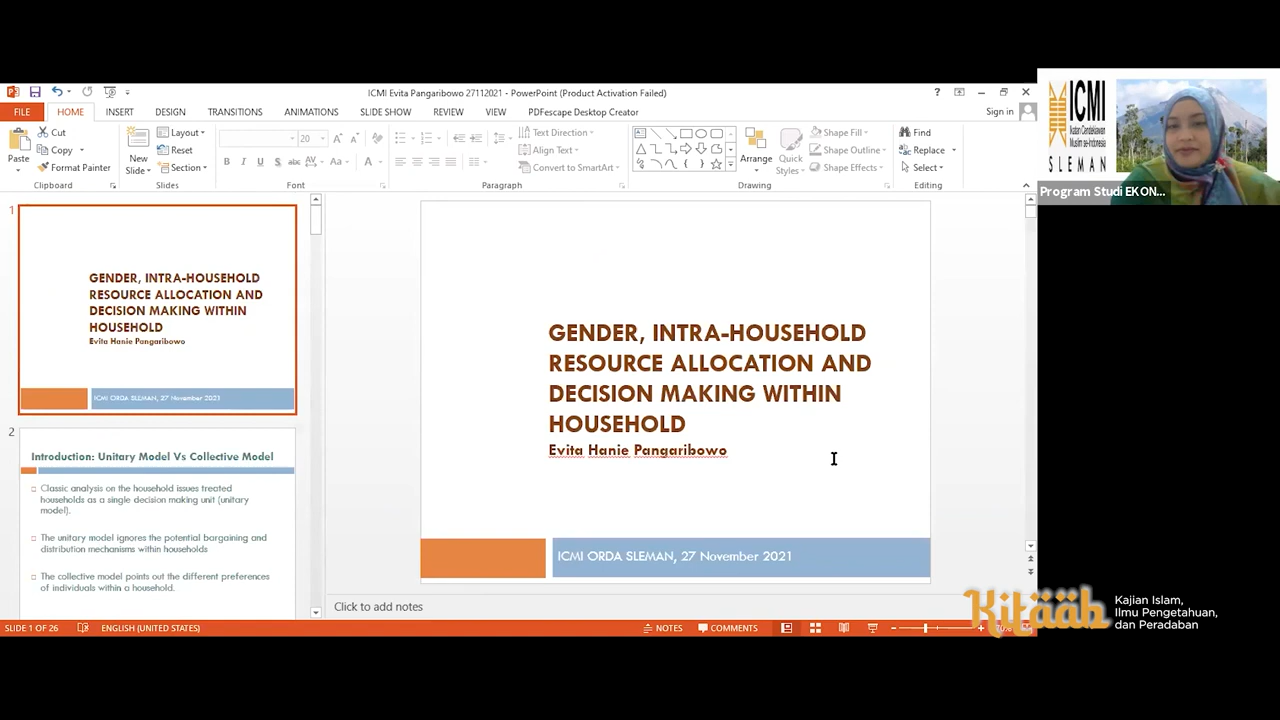 ICMI Evita Pangaribowo 27112021 - PowerPoint (Product Activation Failed)
Sign in
FILE HOME INSERT DESIGN TRANSITIONS ANIMATIONS SLIDE SHOW REVIEW VIEW PDFescape Desktop Creator
Paste
Cut
Copy
Format Painter
Clipboard
New
Slide
Layout
Reset
Section
Slides
20
Font
Text Direction
Align Text
Convert to SmartArt
Paragraph
Arrange
Quick
Styles
Shape Fill
Shape Outline
Shape Effects
Drawing
Find
Replace
Select
Editing
1
GENDER, INTRA-HOUSEHOLD
RESOURCE ALLOCATION AND
DECISION MAKING WITHIN
HOUSEHOLD
Evita Hanie Pangaribowo
ICMI ORDA SLEMAN, 27 November 2021
2
Introduction: Unitary Model Vs Collective Model
Classic analysis on the household issues treated
households as a single decision making unit (unitary
model).
The unitary model ignores the potential bargaining and
distribution mechanisms within households
The collective model points out the different preferences
of individuals within a household.
GENDER, INTRA-HOUSEHOLD
RESOURCE ALLOCATION AND
DECISION MAKING WITHIN
HOUSEHOLD
Evita Hanie Pangaribowo
ICMI ORDA SLEMAN, 27 November 2021
Click to add notes
SLIDE 1 OF 26 ENGLISH (UNITED STATES) NOTES COMMENTS
ICMI
Ikatan Cendekiawan
Muslim se-Indonesia
SLEMAN
Program Studi EKON...
Kitaab
Kajian Islam,
Ilmu Pengetahuan,
dan Peradaban